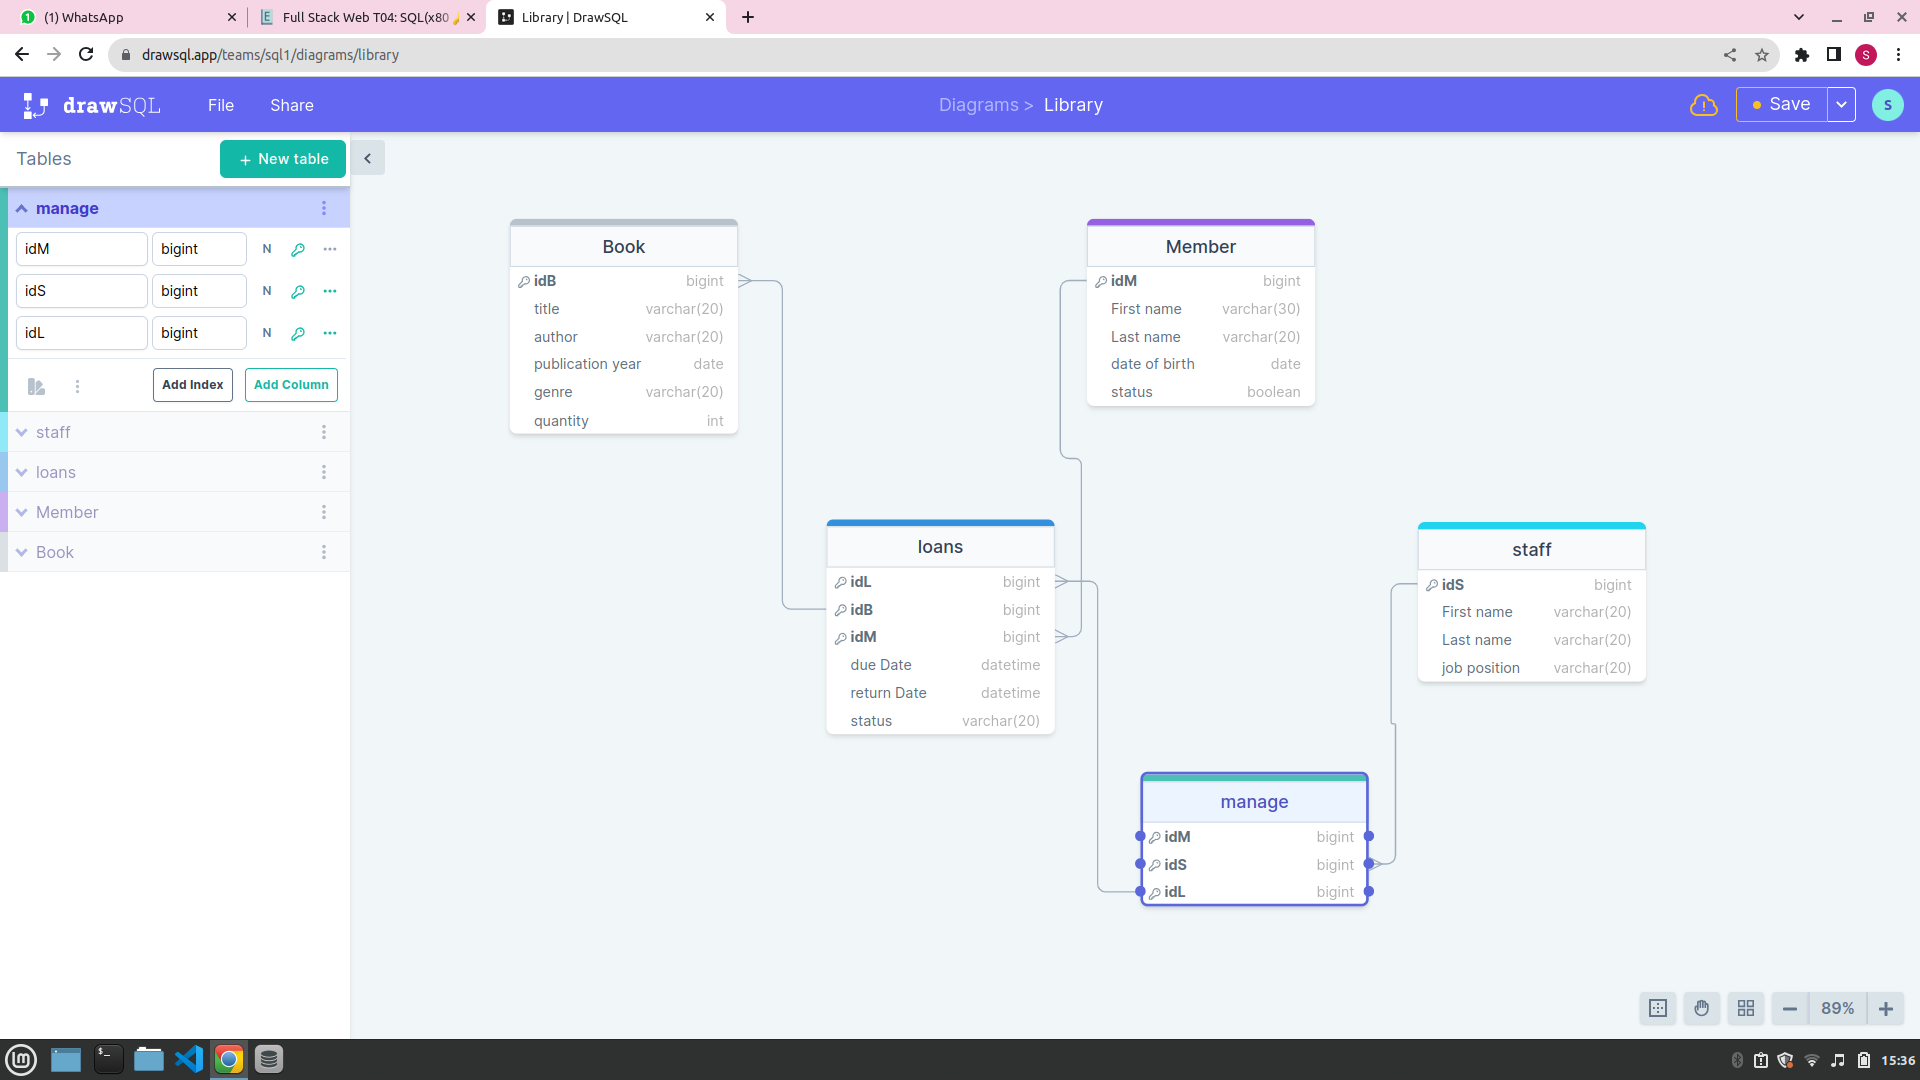 (1) WhatsApp
Full Stack Web T04: SQL(x80
Library | DrawSQL
drawsql.app/teams/sql1/diagrams/library
S
drawSQL
File
Share
Diagrams > Library
Save
S
Tables
+ New table
manage
idM bigint N
idS bigint N
idL bigint N
Add Index
Add Column
staff
loans
Member
Book
Book
idB bigint
title varchar(20)
author varchar(20)
publication year date
genre varchar(20)
quantity int
Member
idM bigint
First name varchar(30)
Last name varchar(20)
date of birth date
status boolean
loans
idL bigint
idB bigint
idM bigint
due Date datetime
return Date datetime
status varchar(20)
staff
idS bigint
First name varchar(20)
Last name varchar(20)
job position varchar(20)
manage
idM bigint
idS bigint
idL bigint
89%
15:36